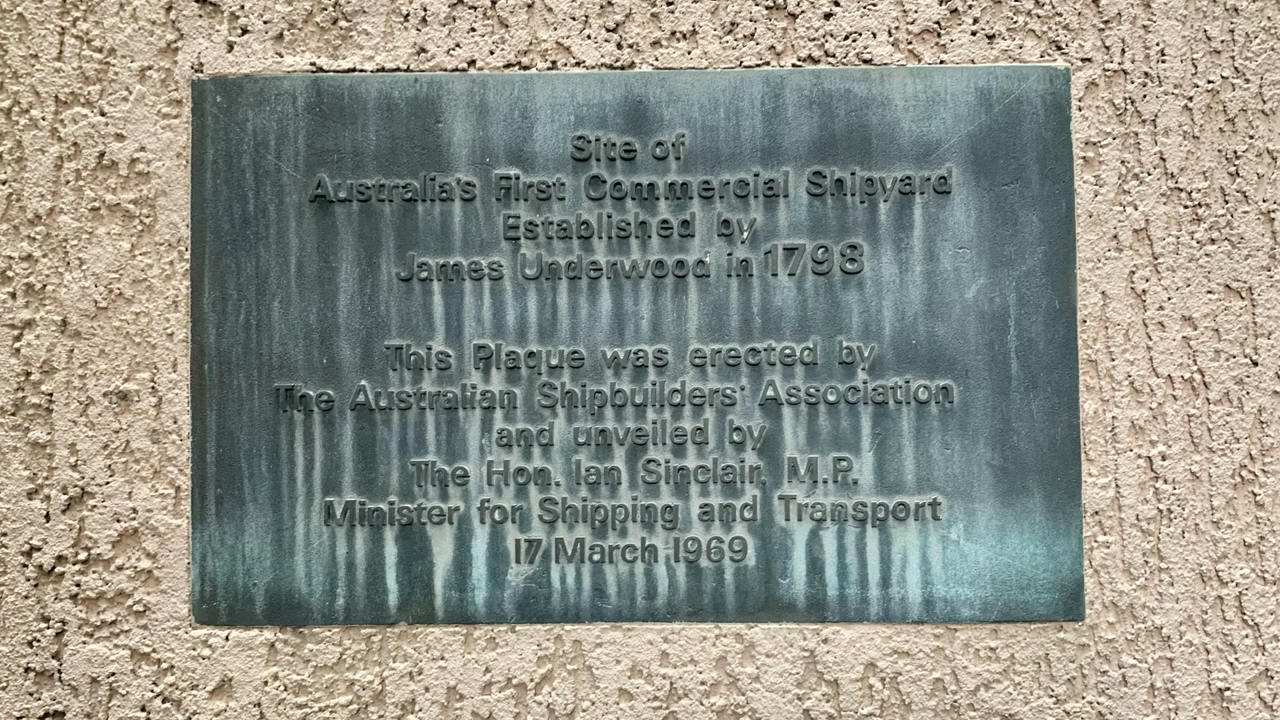 Site of
Australia's First Commercial Shipyard
Established by
James Underwood in 1798
This Plaque was erected by
The Australian Shipbuilders' Association
and unveiled by
The Hon. Ian Sinclair, M.P.
Minister for Shipping and Transport
17 March 1969